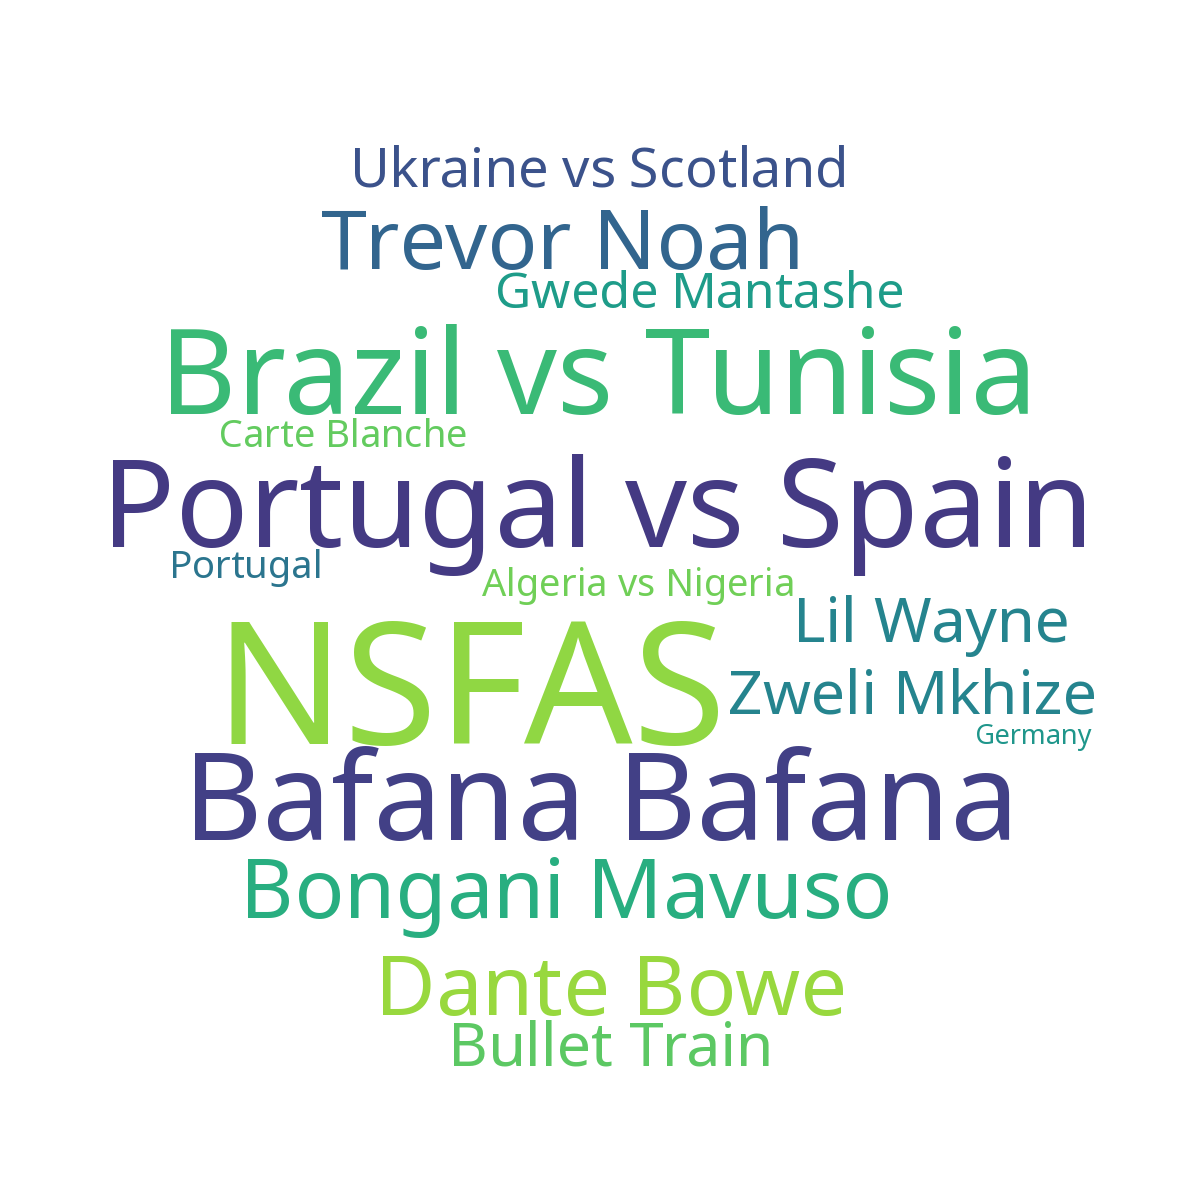 Ukraine vs Scotland
Trevor Noah
Gwede Mantashe
Brazil vs Tunisia
Carte Blanche
Portugal vs Spain
Portugal
Algeria vs Nigeria
Lil Wayne
NSFAS
Zweli Mkhize
Germany
Bafana Bafana
Bongani Mavuso
Dante Bowe
Bullet Train